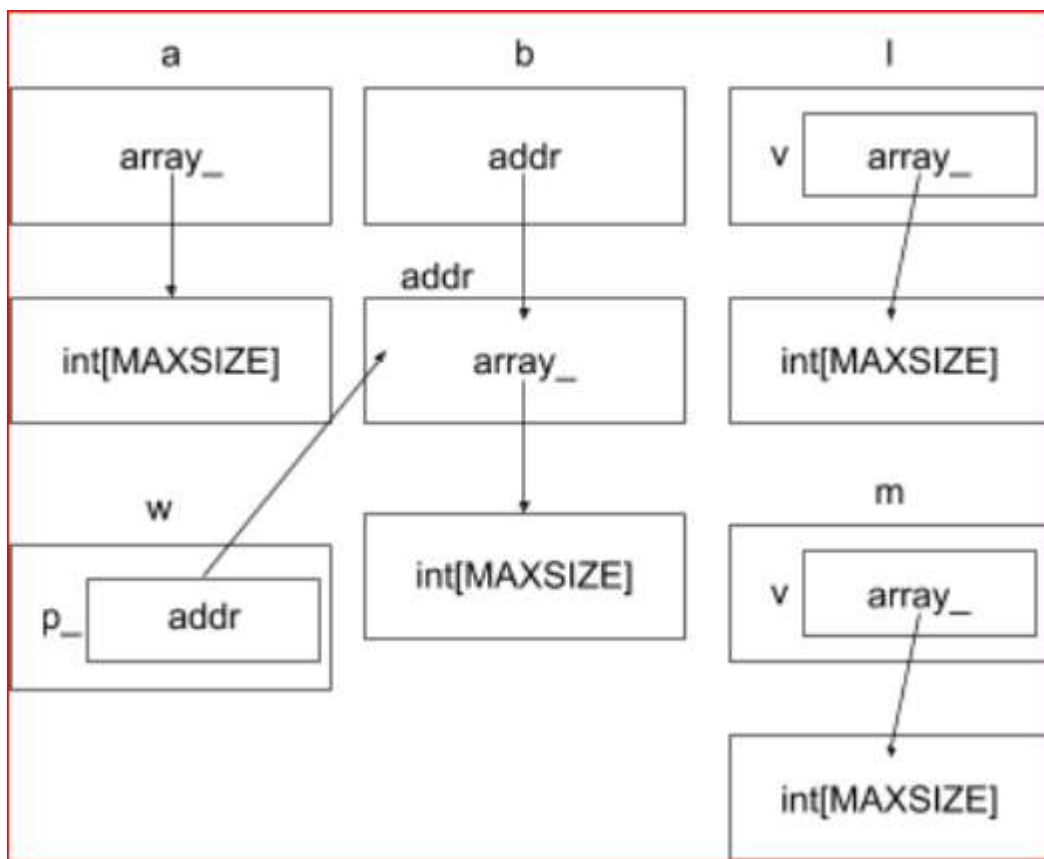 a
b
l
array_
addr
v
array_
addr
int[MAXSIZE]
array_
int[MAXSIZE]
w
m
p_
addr
int[MAXSIZE]
v
array_
int[MAXSIZE]